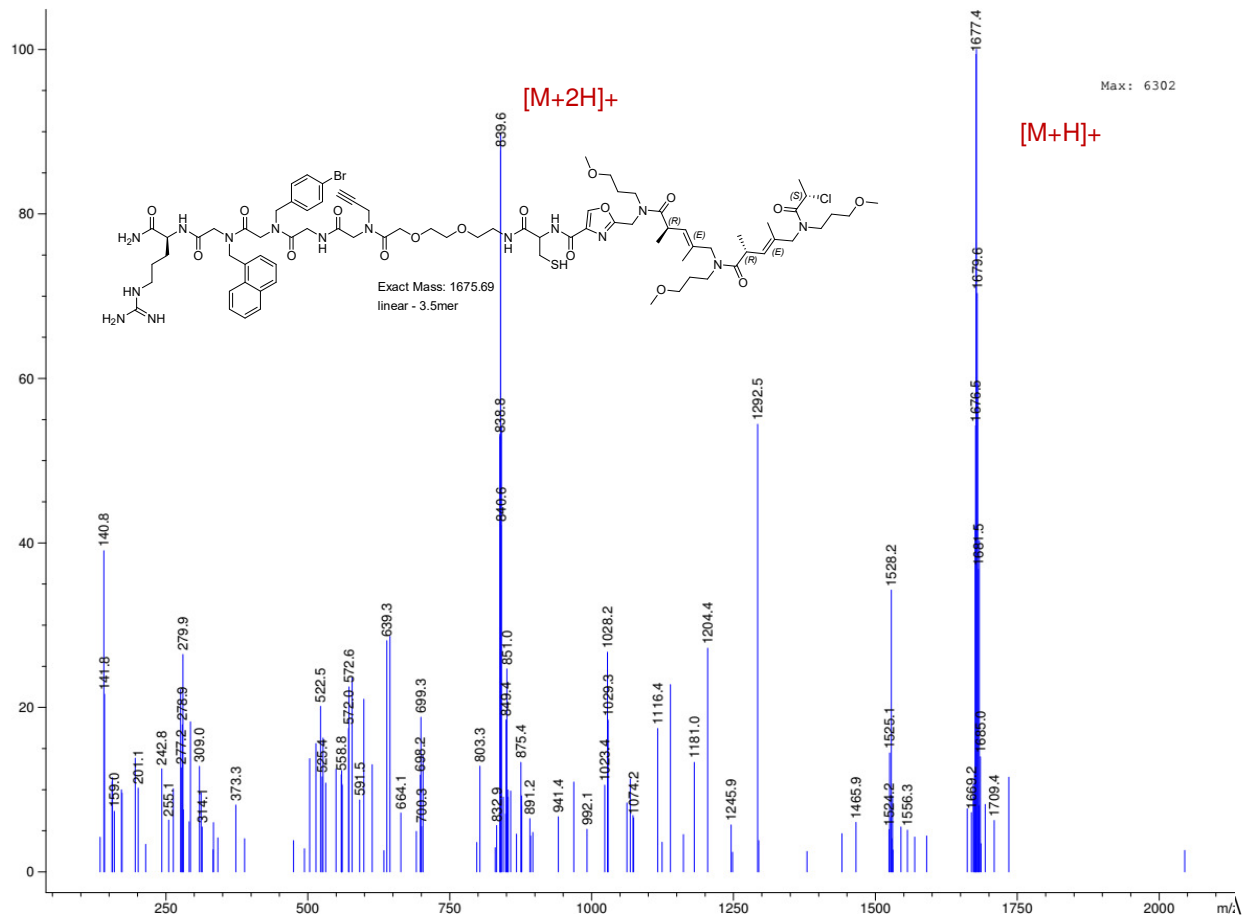 100
80
60
40
20
0
250
500
750
1000
1250
1500
1750
2000
m/z
Max: 6302
[M+2H]+
[M+H]+
Exact Mass: 1675.69
linear - 3.5mer
O
H2N
H
N
O
N
O
N
Br
O
N
H
O
N
O
O
O
N
H
O
H
N
SH
O
N
O
O
N
O
(R)
(E)
N
O
O
(R)
(E)
N
O
(S)
Cl
O
HN
H2N
NH
140.8
141.8
159.0
201.1
242.8
255.1
277.2
278.9
279.9
309.0
314.1
373.3
522.5
525.4
558.8
572.0
572.6
591.5
639.3
664.1
698.2
699.3
700.3
803.3
832.9
838.8
839.6
840.6
849.4
851.0
875.4
891.2
941.4
992.1
1023.4
1028.2
1029.3
1074.2
1116.4
1181.0
1204.4
1245.9
1292.5
1465.9
1524.2
1525.1
1528.2
1556.3
1669.2
1676.5
1677.4
1679.6
1681.5
1685.0
1709.4